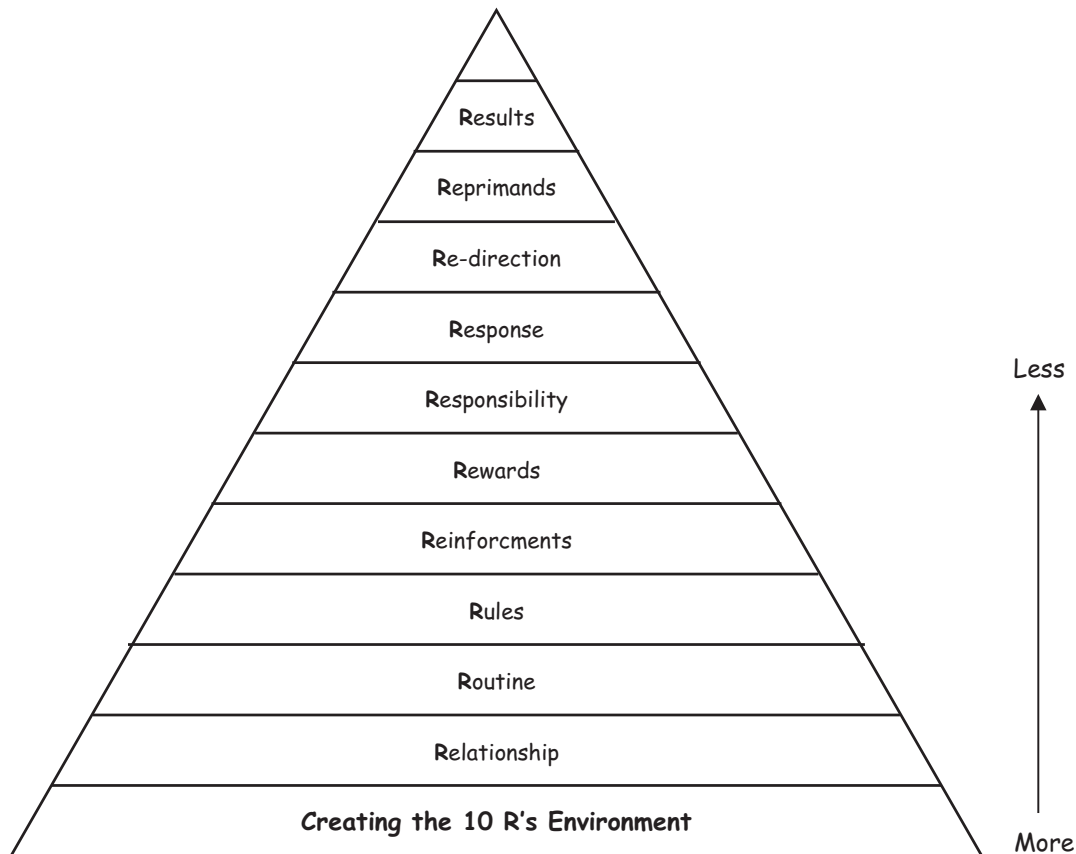 Results
Reprimands
Re-direction
Response
Less
Responsibility
Rewards
Reinforcments
Rules
Routine
Relationship
Creating the 10 R's Environment
More